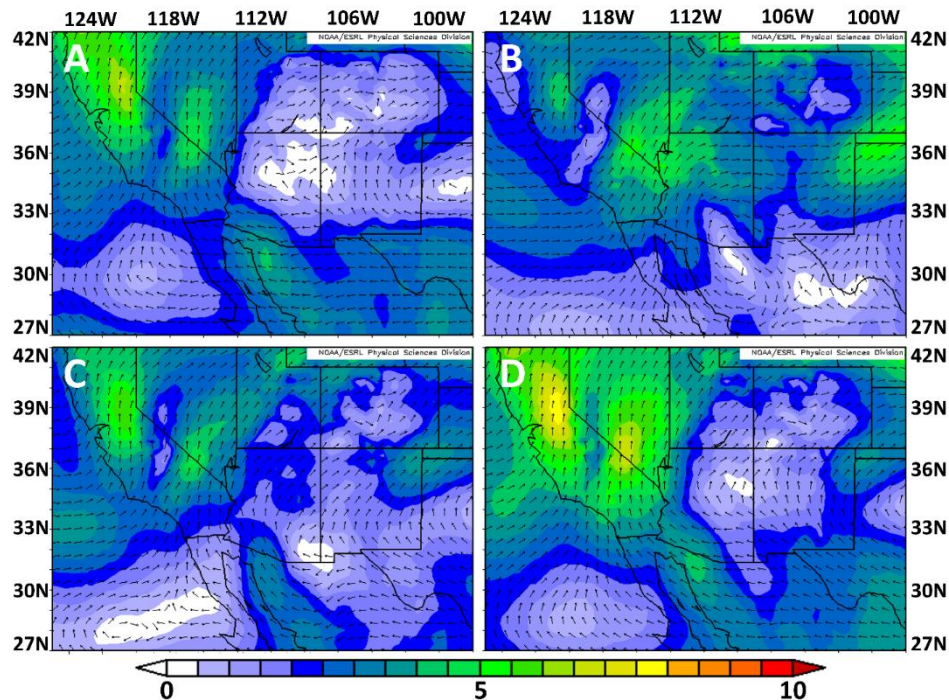 124W 118W 112W 106W 100W 124W 118W 112W 106W 100W
42N A NOAA/ESRL Physical Sciences Division B NOAA/ESRL Physical Sciences Division 42N
39N 39N
36N 36N
33N 33N
30N 30N
27N 27N
42N C NOAA/ESRL Physical Sciences Division D NOAA/ESRL Physical Sciences Division 42N
39N 39N
36N 36N
33N 33N
30N 30N
27N 27N
0 5 10